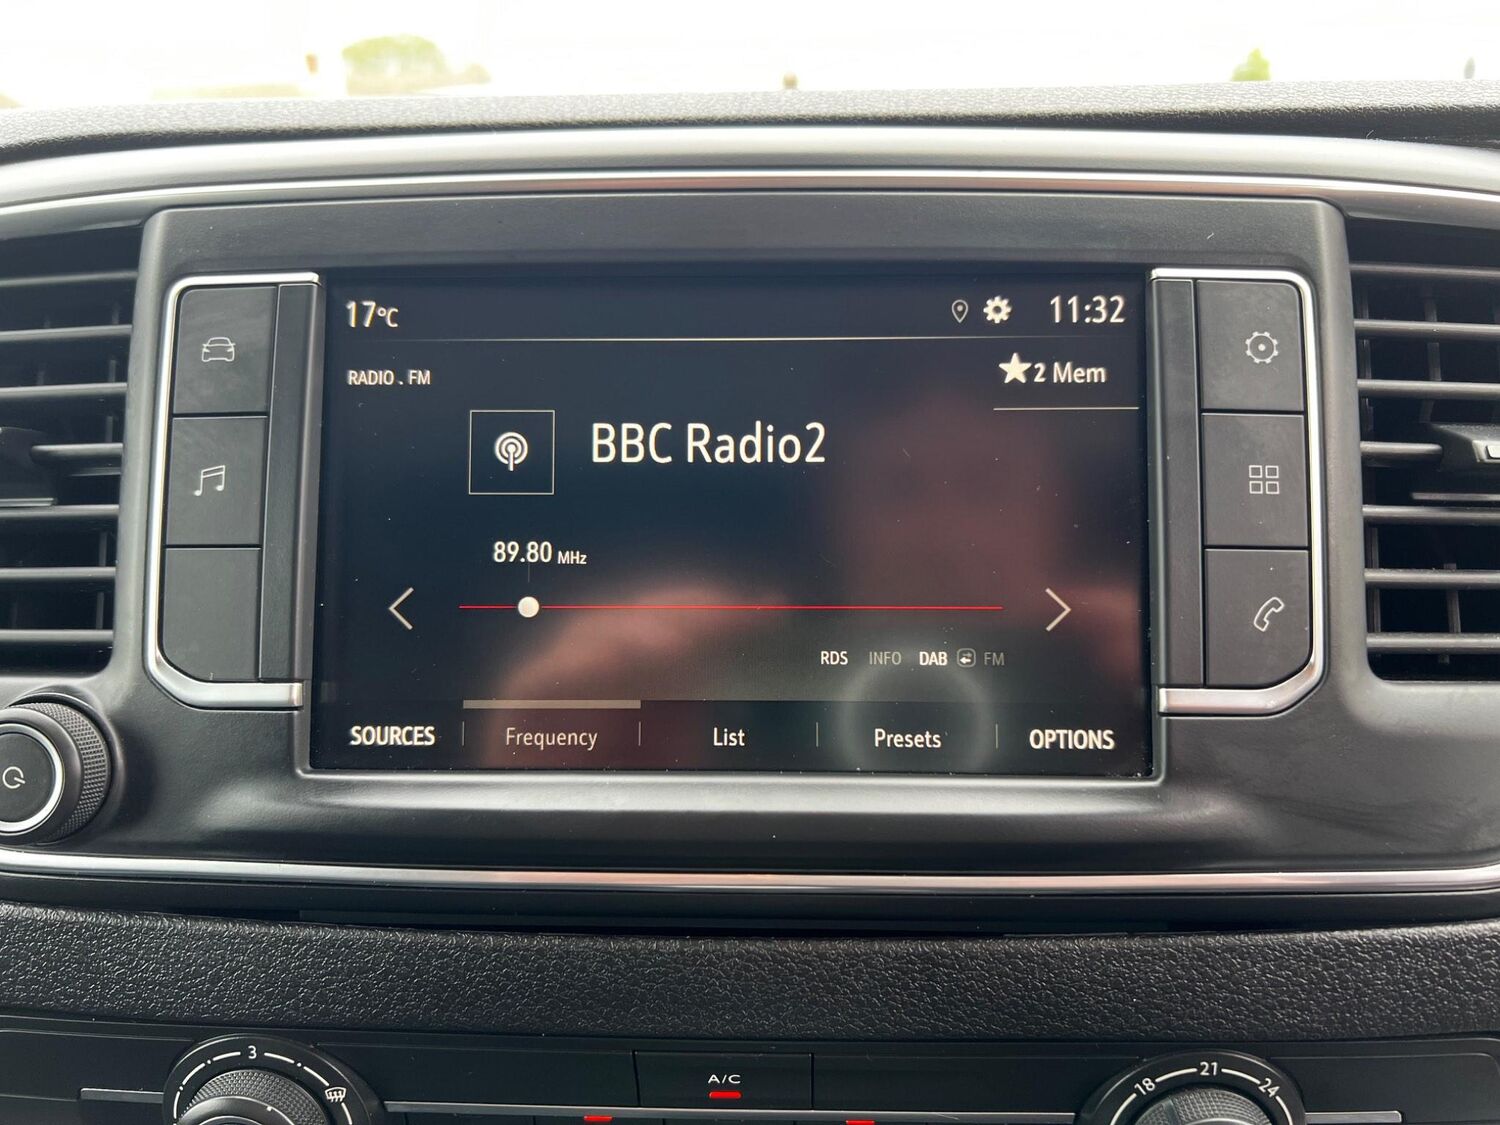 17°C
11:32
RADIO . FM
2 Mem
BBC Radio2
89.80 MHz
RDS INFO DAB FM
SOURCES Frequency List Presets OPTIONS
3
A/C
18 21 24